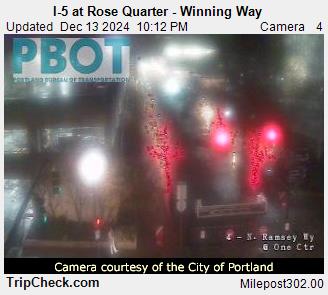 I-5 at Rose Quarter - Winning Way
Updated Dec 13 2024 10:12 PM Camera 4
PBOT
PORTLAND BUREAU OF TRANSPORTATION
4 - N. Ramsey Wy
@ One Ctr
Camera courtesy of the City of Portland
TripCheck.com Milepost302.00